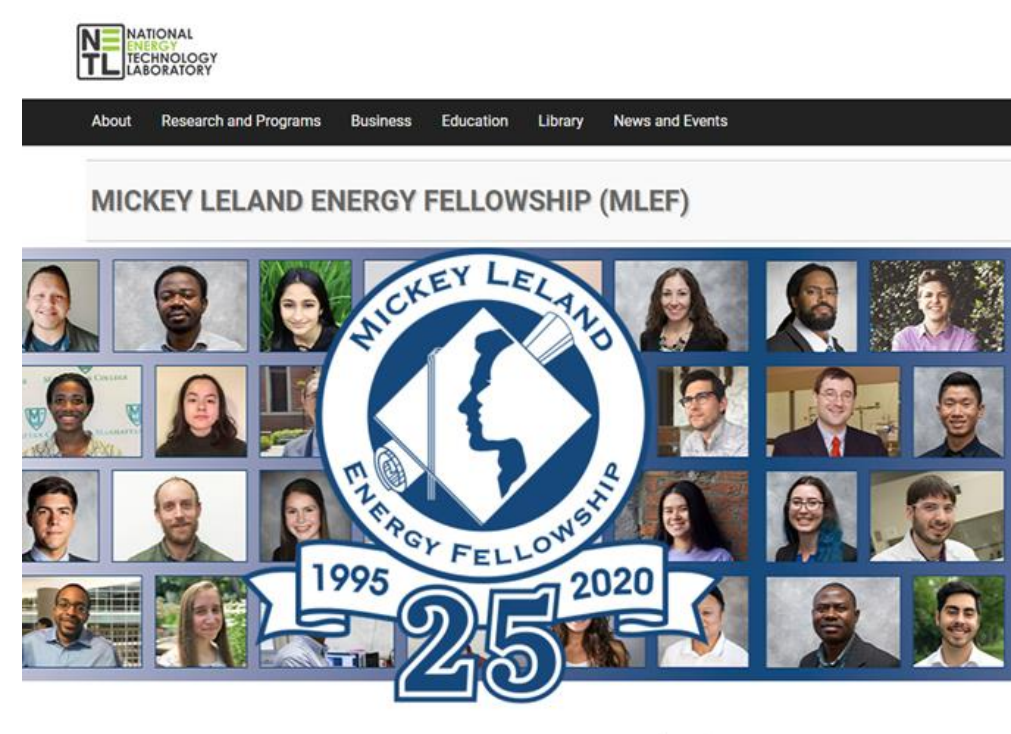 NETL
NATIONAL
ENERGY
TECHNOLOGY
LABORATORY
About Research and Programs Business Education Library News and Events
MICKEY LELAND ENERGY FELLOWSHIP (MLEF)
MICKEY LELAND
ENERGY FELLOWSHIP
1995 2020
25